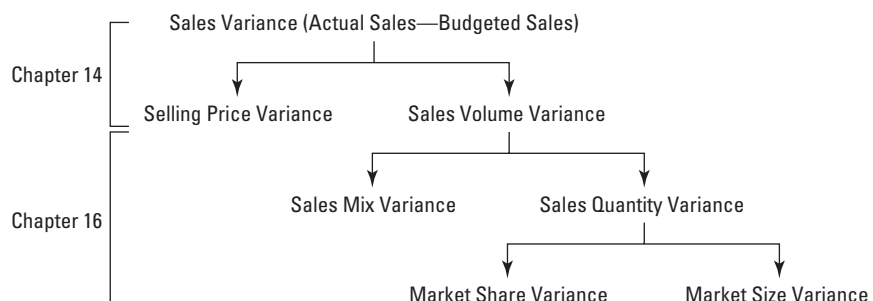 Sales Variance (Actual Sales—Budgeted Sales)
Chapter 14
Selling Price Variance
Sales Volume Variance
Sales Mix Variance
Sales Quantity Variance
Chapter 16
Market Share Variance
Market Size Variance